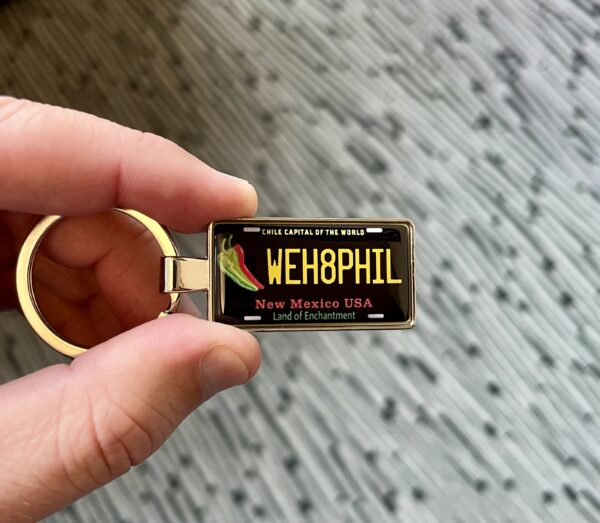 CHILE CAPITAL OF THE WORLD
WEH8PHIL
New Mexico USA
Land of Enchantment